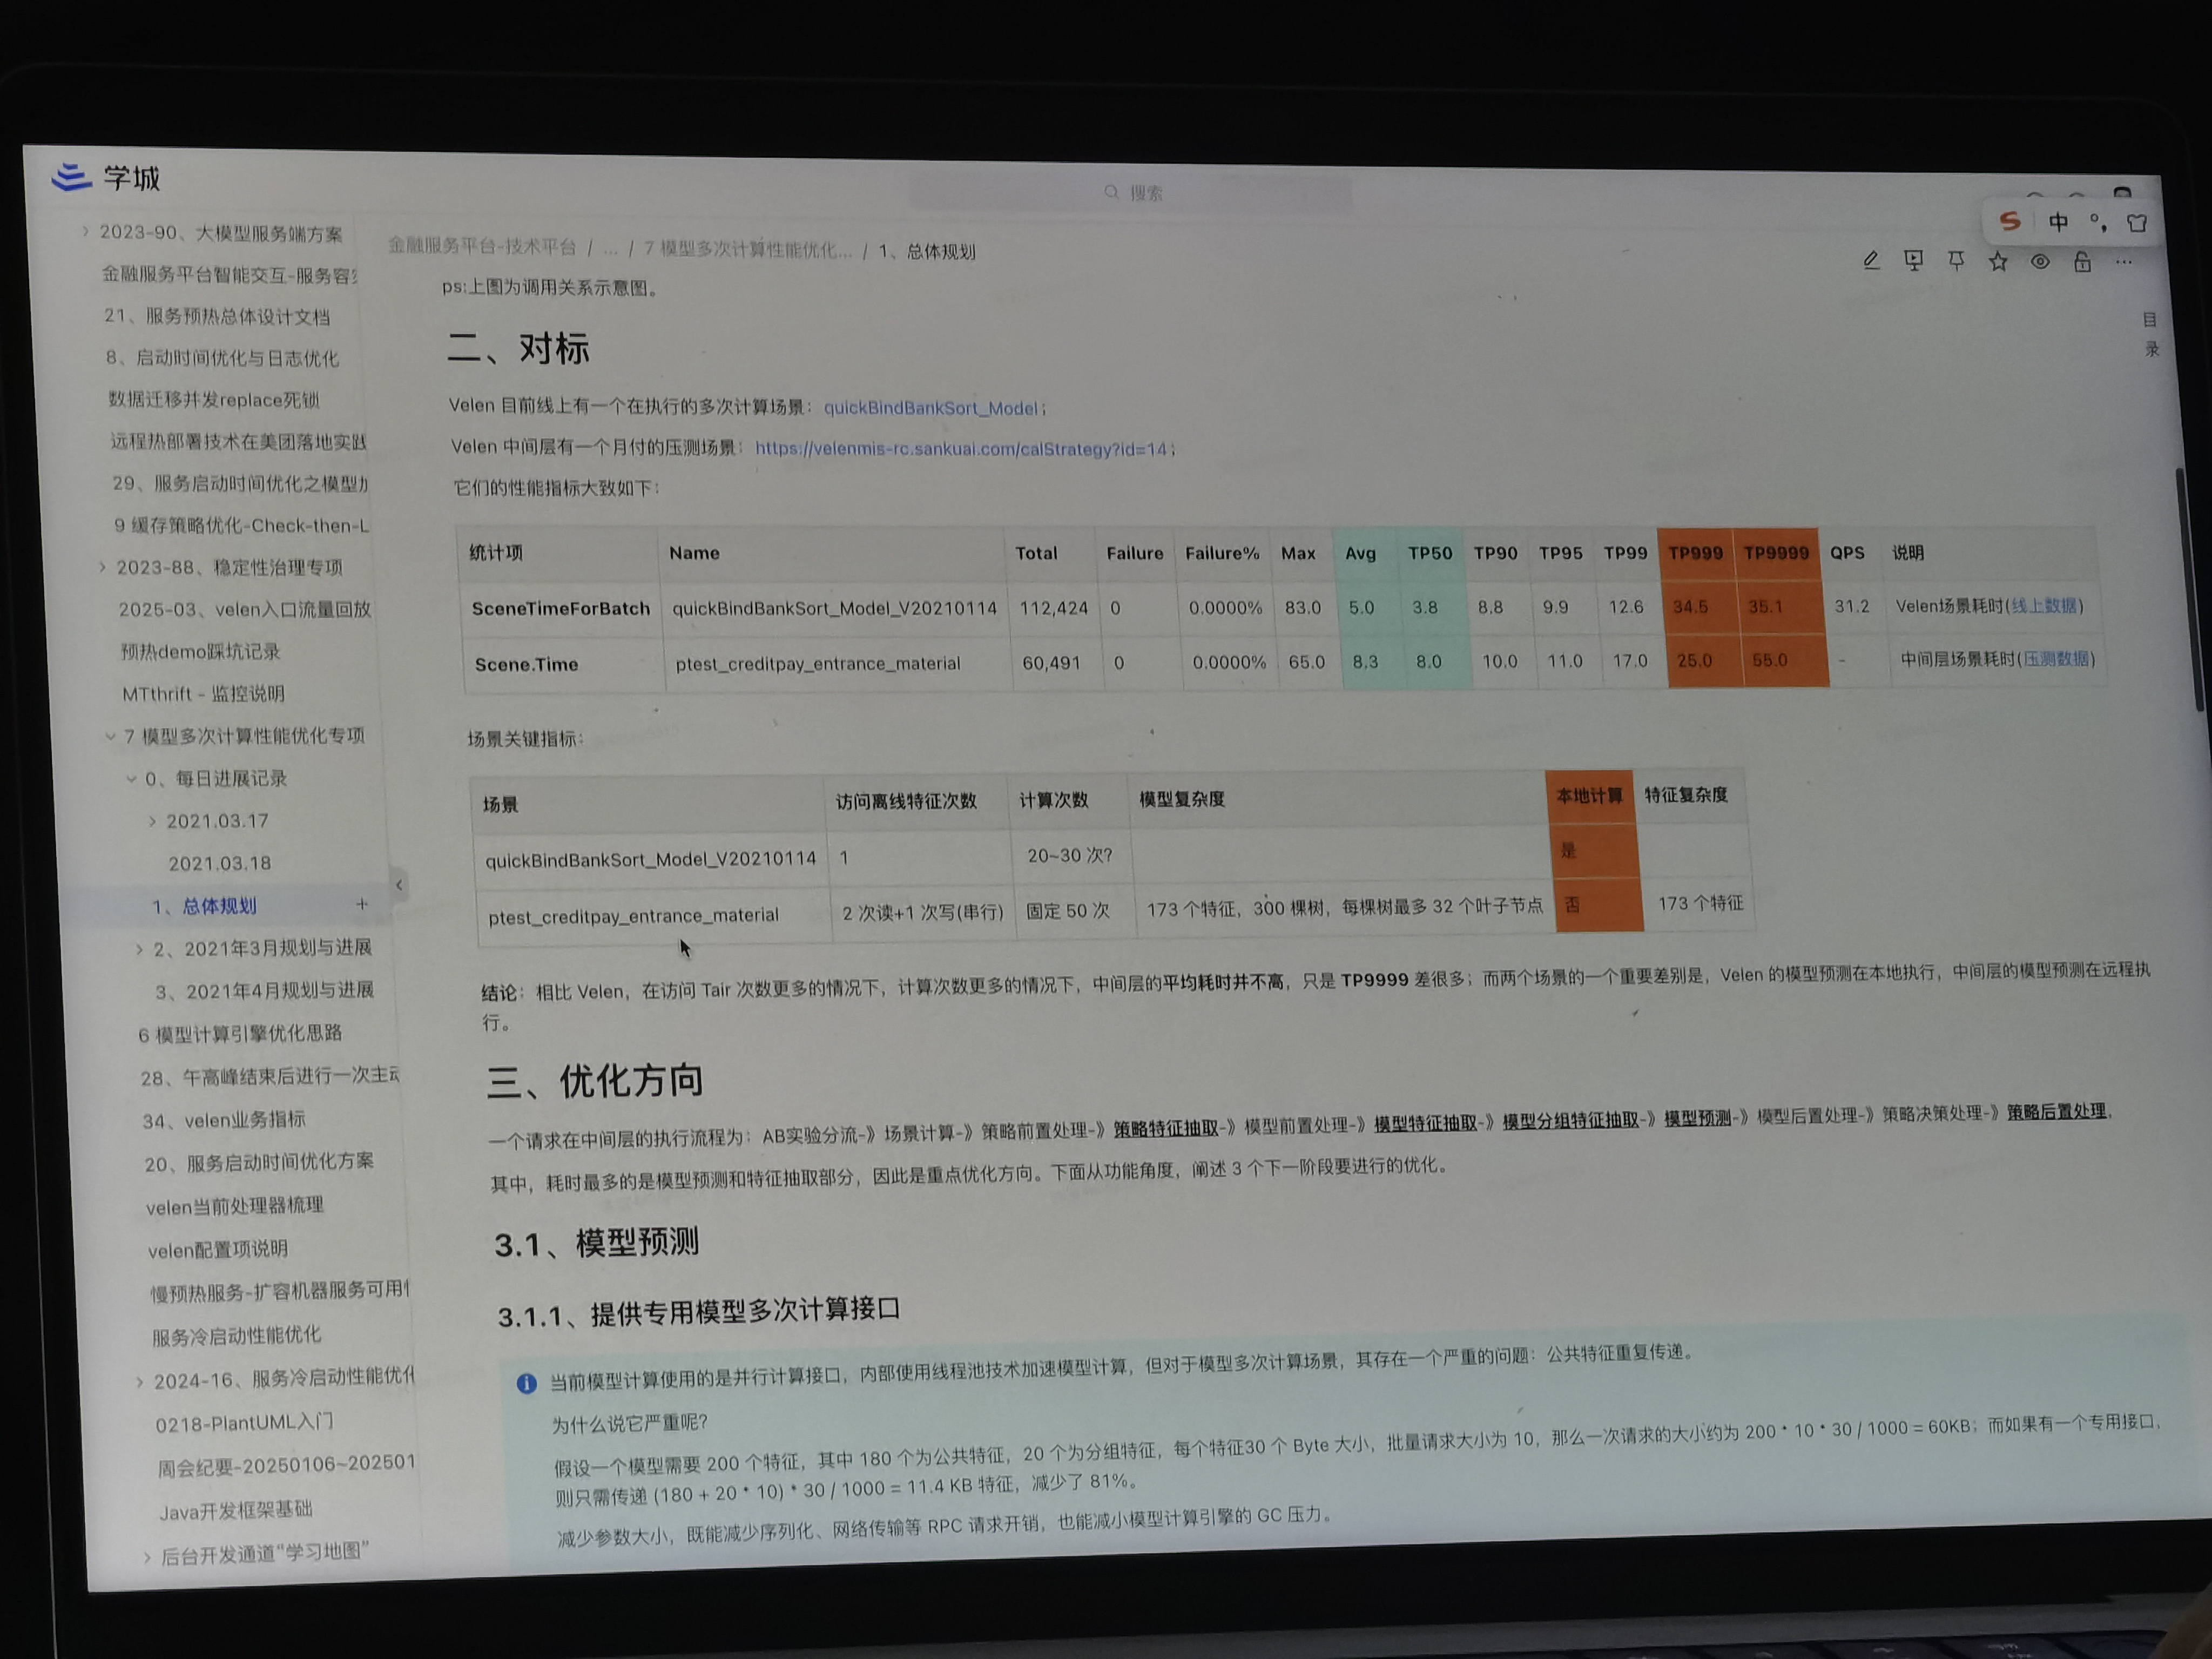 学城
搜索
中
2023-90、大模型服务端方案
金融服务平台智能交互-服务容
21、服务预热总体设计文档
8、启动时间优化与日志优化
数据迁移并发replace死锁
远程热部署技术在美团落地实践
29、服务启动时间优化之模型加
9 缓存策略优化-Check-then-L
2023-88、稳定性治理专项
2025-03、velen入口流量回放
预热demo踩坑记录
MTthrift - 监控说明
7 模型多次计算性能优化专项
0、每日进展记录
2021.03.17
2021.03.18
1、总体规划 +
2、2021年3月规划与进展
3、2021年4月规划与进展
6 模型计算引擎优化思路
28、午高峰结束后进行一次主动
34、velen业务指标
20、服务启动时间优化方案
velen当前处理器梳理
velen配置项说明
慢预热服务-扩容机器服务可用
服务冷启动性能优化
2024-16、服务冷启动性能优化
0218-PlantUML入门
周会纪要-20250106~202501
Java开发框架基础
后台开发通道“学习地图”
金融服务平台-技术平台 / ... / 7 模型多次计算性能优化... / 1、总体规划
目录
ps:上图为调用关系示意图。
二、对标
Velen 目前线上有一个在执行的多次计算场景：quickBindBankSort_Model；
Velen 中间层有一个月付的压测场景：https://velenmis-rc.sankuai.com/calStrategy?id=14；
它们的性能指标大致如下：
统计项 Name Total Failure Failure% Max Avg TP50 TP90 TP95 TP99 TP999 TP9999 QPS 说明
SceneTimeForBatch quickBindBankSort_Model_V20210114 112,424 0 0.0000% 83.0 5.0 3.8 8.8 9.9 12.6 34.5 35.1 31.2 Velen场景耗时(线上数据)
Scene.Time ptest_creditpay_entrance_material 60,491 0 0.0000% 65.0 8.3 8.0 10.0 11.0 17.0 25.0 55.0 - 中间层场景耗时(压测数据)
场景关键指标：
场景 访问离线特征次数 计算次数 模型复杂度 本地计算 特征复杂度
quickBindBankSort_Model_V20210114 1 20~30 次? 是
ptest_creditpay_entrance_material 2 次读+1 次写(串行) 固定 50 次 173 个特征，300 棵树，每棵树最多 32 个叶子节点 否 173 个特征
结论：相比 Velen，在访问 Tair 次数更多的情况下，计算次数更多的情况下，中间层的平均耗时并不高，只是 TP9999 差很多；而两个场景的一个重要差别是，Velen 的模型预测在本地执行，中间层的模型预测在远程执
行。
三、优化方向
一个请求在中间层的执行流程为：AB实验分流-》场景计算-》策略前置处理-》策略特征抽取-》模型前置处理-》模型特征抽取-》模型分组特征抽取-》模型预测-》模型后置处理-》策略决策处理-》策略后置处理，
其中，耗时最多的是模型预测和特征抽取部分，因此是重点优化方向。下面从功能角度，阐述 3 个下一阶段要进行的优化。
3.1、模型预测
3.1.1、提供专用模型多次计算接口
当前模型计算使用的是并行计算接口，内部使用线程池技术加速模型计算，但对于模型多次计算场景，其存在一个严重的问题：公共特征重复传递。
为什么说它严重呢?
假设一个模型需要 200 个特征，其中 180 个为公共特征，20 个为分组特征，每个特征30 个 Byte 大小，批量请求大小为 10，那么一次请求的大小约为 200 * 10 * 30 / 1000 = 60KB；而如果有一个专用接口，
则只需传递 (180 + 20 * 10) * 30 / 1000 = 11.4 KB 特征，减少了 81%。
减少参数大小，既能减少序列化、网络传输等 RPC 请求开销，也能减小模型计算引擎的 GC 压力。